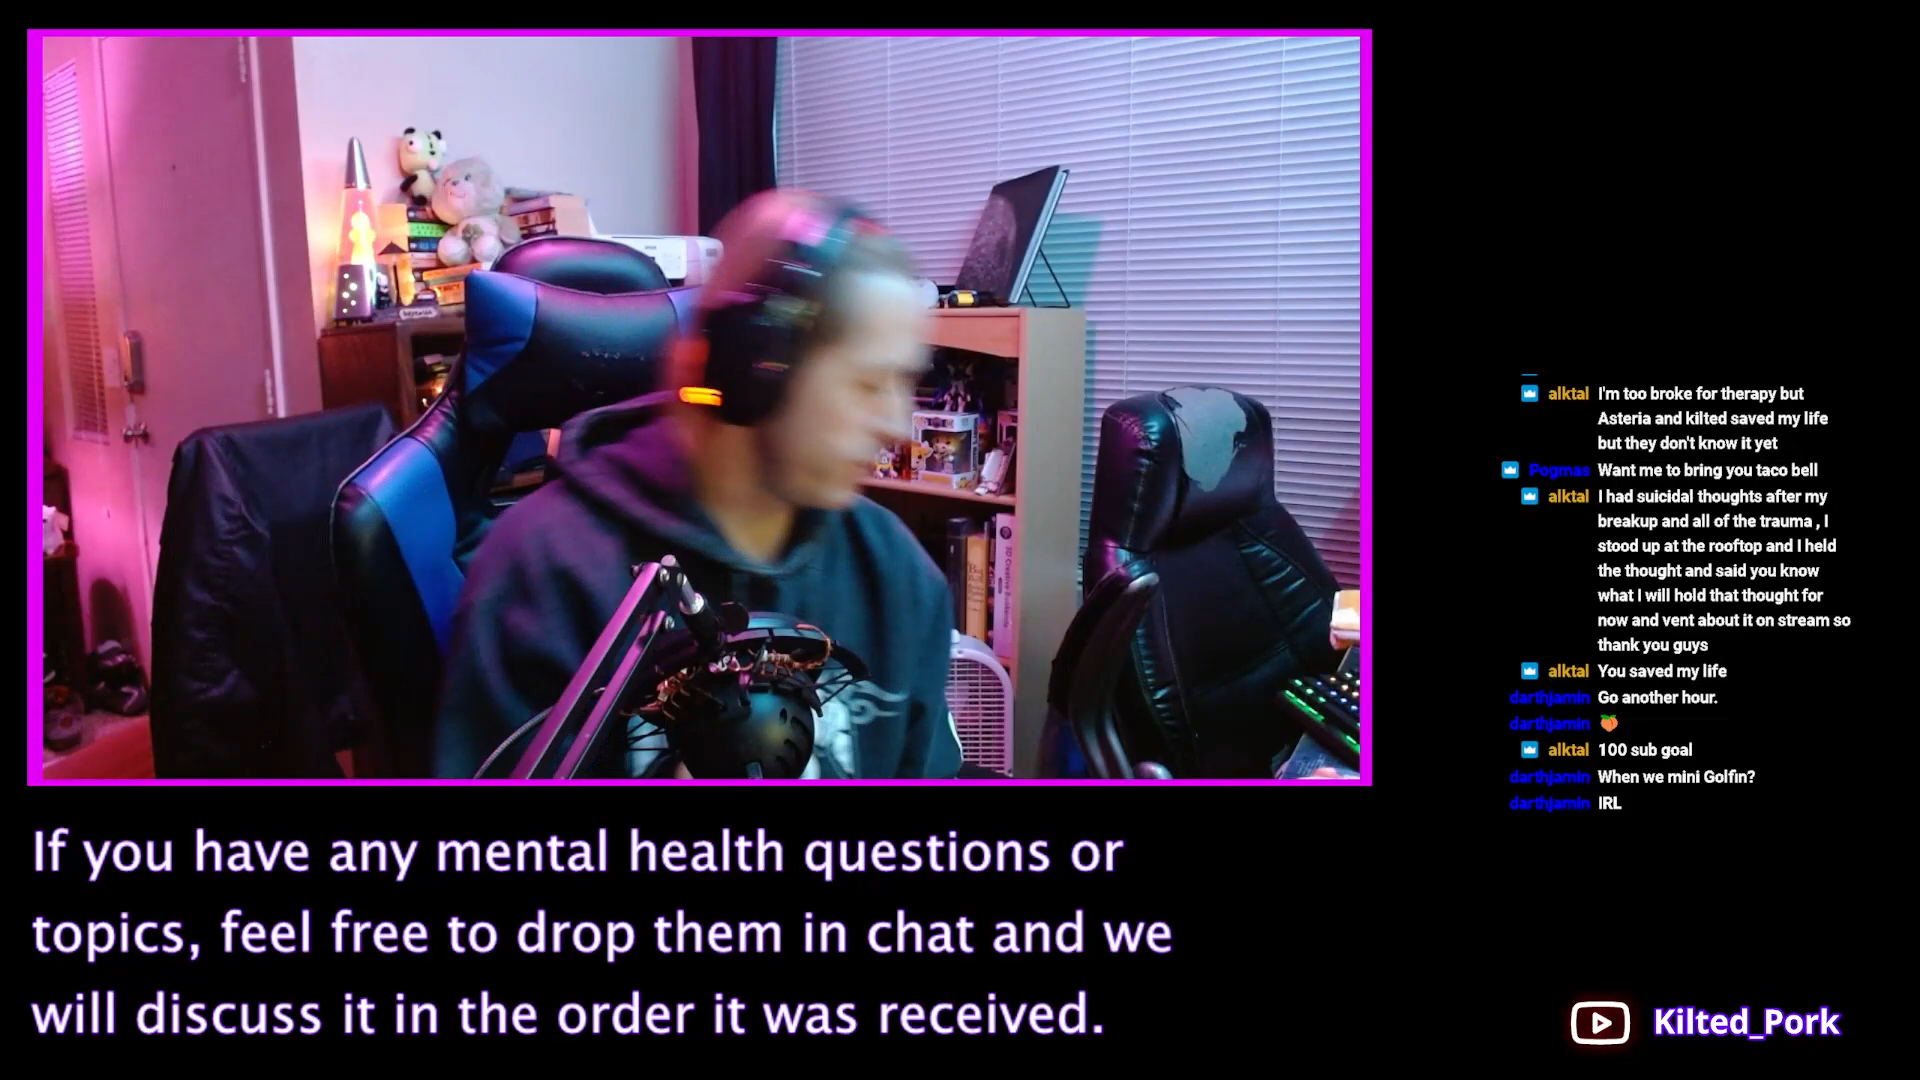 alktal I'm too broke for therapy but
Asteria and kilted saved my life
but they don't know it yet
Pogmas Want me to bring you taco bell
alktal I had suicidal thoughts after my
breakup and all of the trauma , I
stood up at the rooftop and I held
the thought and said you know
what I will hold that thought for
now and vent about it on stream so
thank you guys
alktal You saved my life
darthjamin Go another hour.
darthjamin 🍑
alktal 100 sub goal
darthjamin When we mini Golfin?
darthjamin IRL
If you have any mental health questions or
topics, feel free to drop them in chat and we
will discuss it in the order it was received.
Kilted_Pork